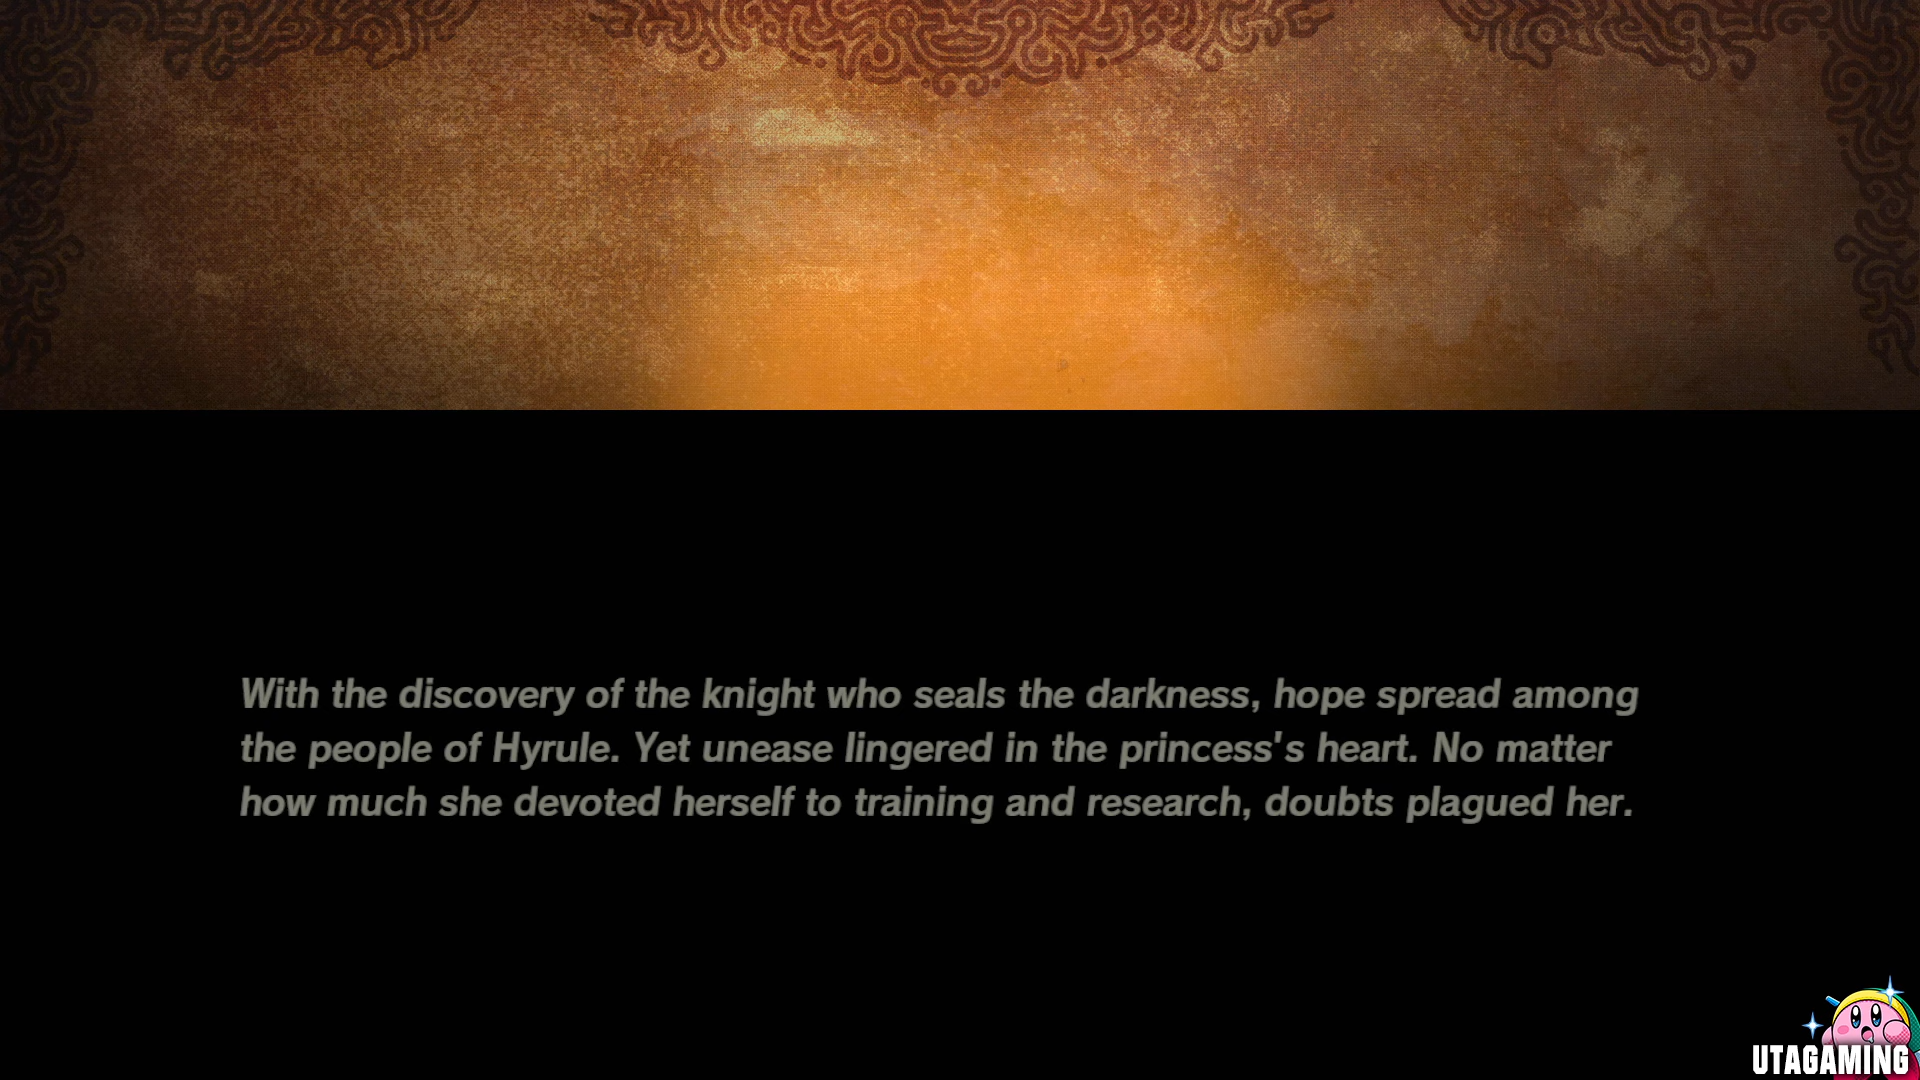 With the discovery of the knight who seals the darkness, hope spread among
the people of Hyrule. Yet unease lingered in the princess's heart. No matter
how much she devoted herself to training and research, doubts plagued her.
UTAGAMING